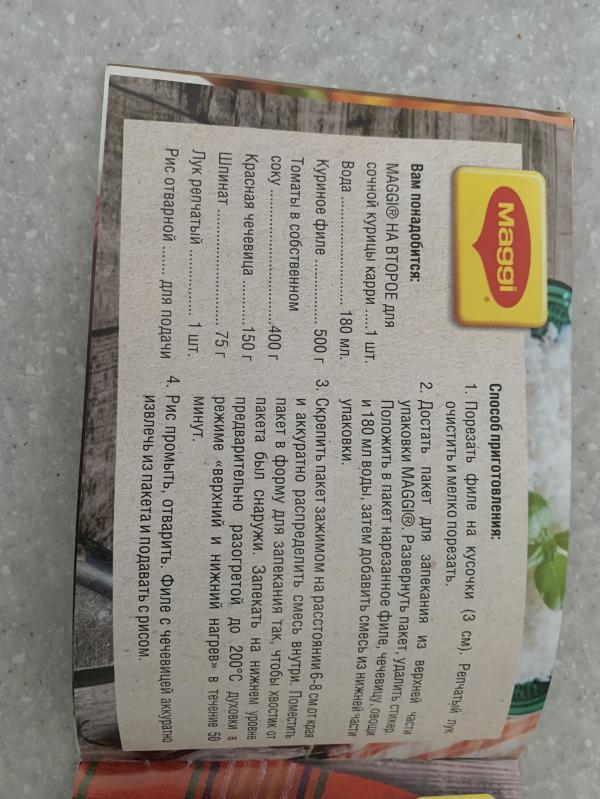 Maggi
®
Вам понадобится:
MAGGI® НА ВТОРОЕ для
сочной курицы карри ....1 шт.
Вода ........................ 180 мл.
Куриное филе ............... 500 г
Томаты в собственном
соку .........................400 г
Красная чечевица ..........150 г
Шпинат ....................... 75 г
Лук репчатый ................ 1 шт.
Рис отварной ....... для подачи
Способ приготовления:
1. Порезать филе на кусочки (3 см). Репчатый лук
очистить и мелко порезать.
2. Достать пакет для запекания из верхней части
упаковки MAGGI®. Развернуть пакет, удалить стикер.
Положить в пакет нарезанное филе, чечевицу, овощи
и 180 мл воды, затем добавить смесь из нижней части
упаковки.
3. Скрепить пакет зажимом на расстоянии 6-8 см от края
и аккуратно распределить смесь внутри. Поместить
пакет в форму для запекания так, чтобы хвостик от
пакета был снаружи. Запекать на нижнем уровне
предварительно разогретой до 200°С духовки в
режиме «верхний и нижний нагрев» в течение 50
минут.
4. Рис промыть, отварить. Филе с чечевицей аккуратно
извлечь из пакета и подавать с рисом.